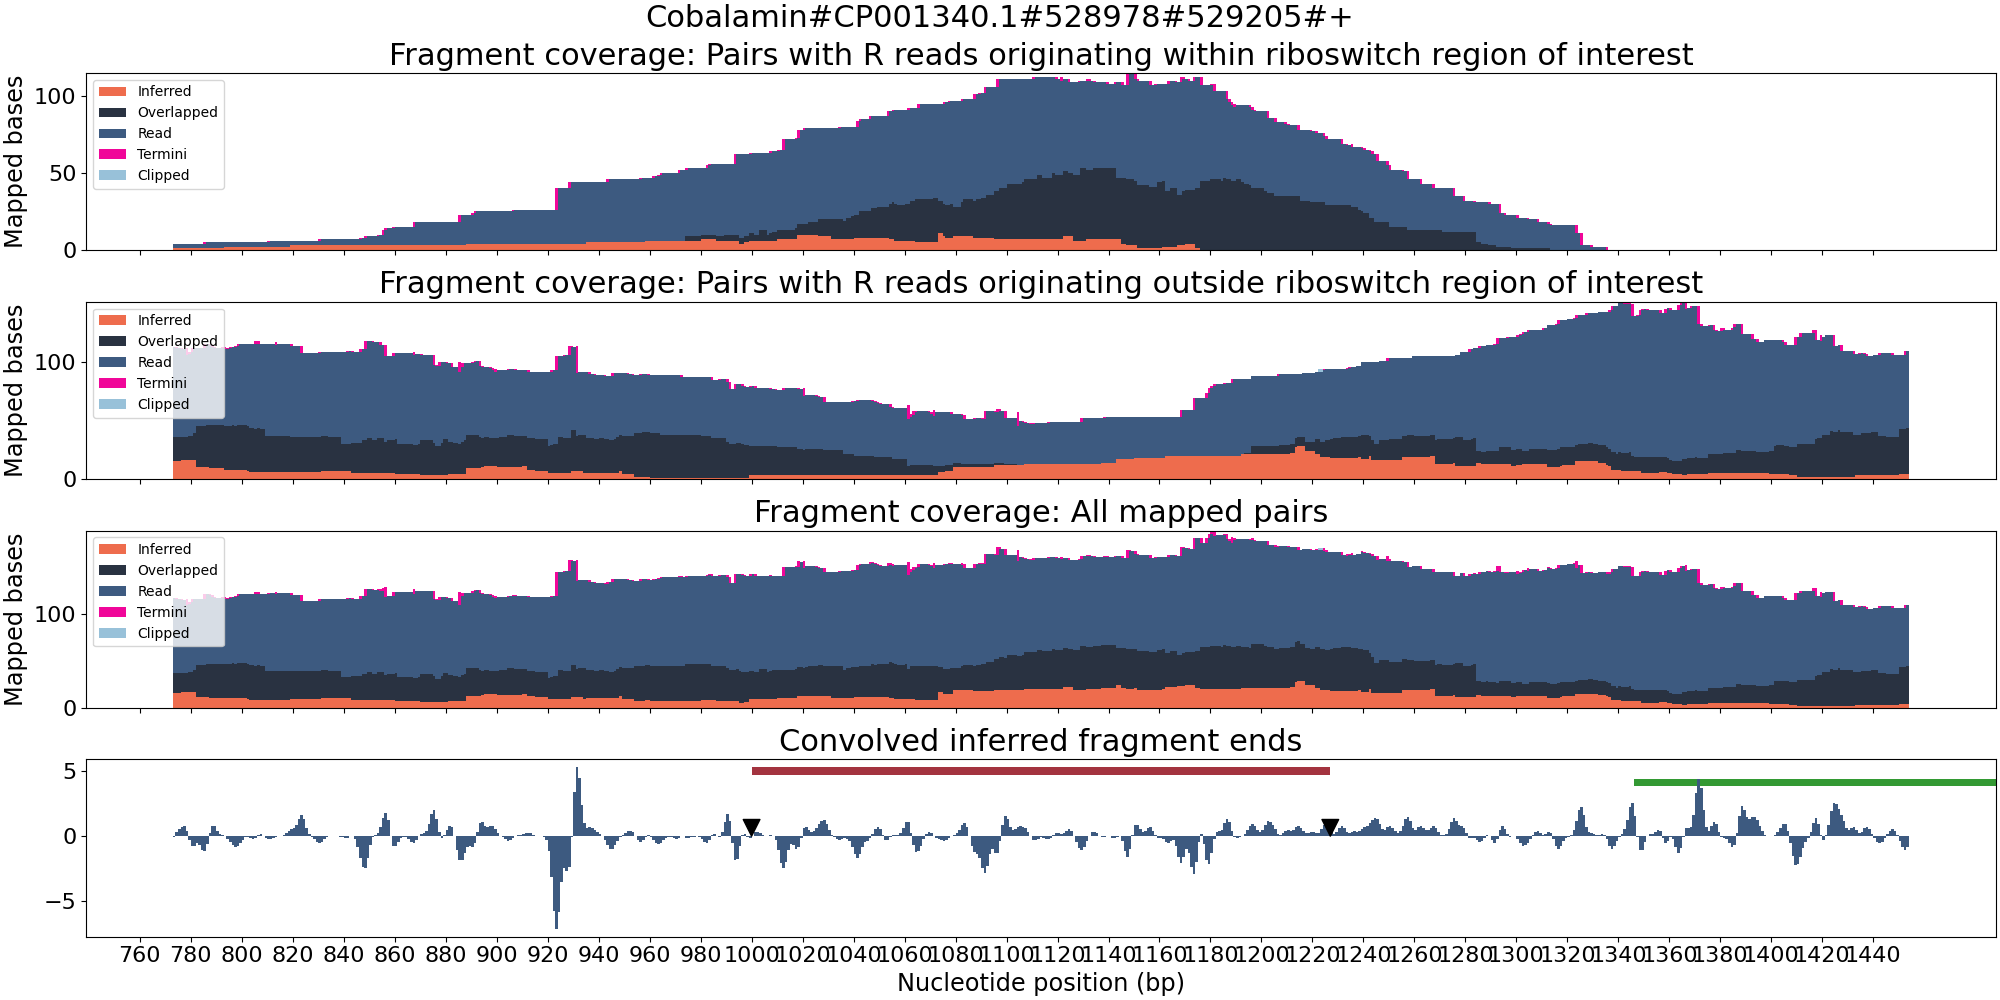 Cobalamin#CP001340.1#528978#529205#+
Fragment coverage: Pairs with R reads originating within riboswitch region of interest
Mapped bases
100
50
0
Inferred
Overlapped
Read
Termini
Clipped
Fragment coverage: Pairs with R reads originating outside riboswitch region of interest
Mapped bases
100
0
Inferred
Overlapped
Read
Termini
Clipped
Fragment coverage: All mapped pairs
Mapped bases
100
0
Inferred
Overlapped
Read
Termini
Clipped
Convolved inferred fragment ends
5
0
−5
760 780 800 820 840 860 880 900 920 940 960 980 1000 1020 1040 1060 1080 1100 1120 1140 1160 1180 1200 1220 1240 1260 1280 1300 1320 1340 1360 1380 1400 1420 1440
Nucleotide position (bp)